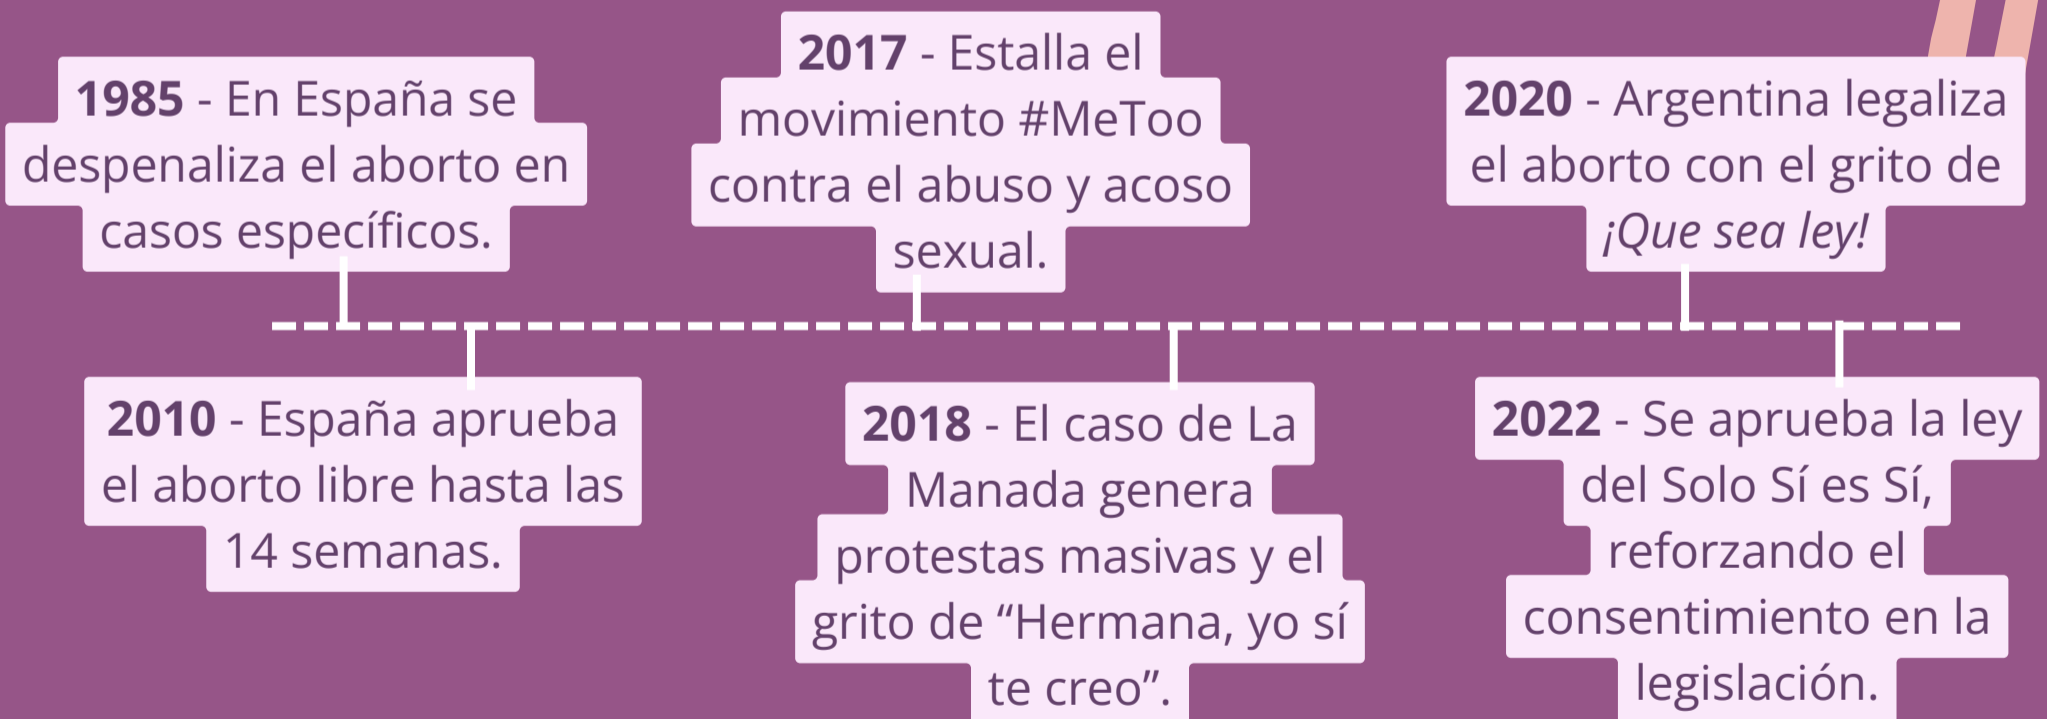 1985 - En España se
despenaliza el aborto en
casos específicos.
2010 - España aprueba
el aborto libre hasta las
14 semanas.
2017 - Estalla el
movimiento #MeToo
contra el abuso y acoso
sexual.
2018 - El caso de La
Manada genera
protestas masivas y el
grito de “Hermana, yo sí
te creo”.
2020 - Argentina legaliza
el aborto con el grito de
¡Que sea ley!
2022 - Se aprueba la ley
del Solo Sí es Sí,
reforzando el
consentimiento en la
legislación.